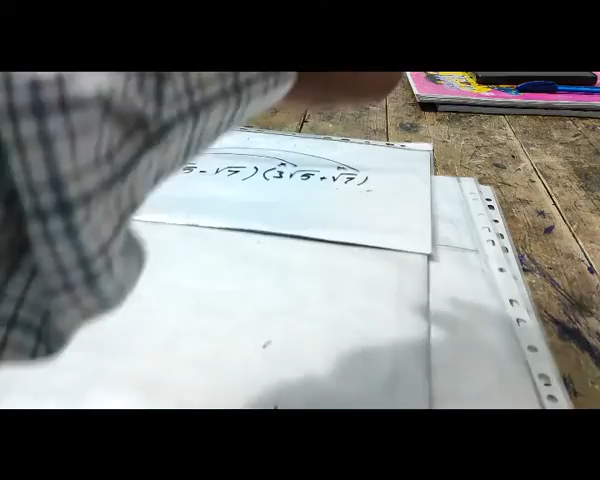 √5 - √7) (3√5 + √7)